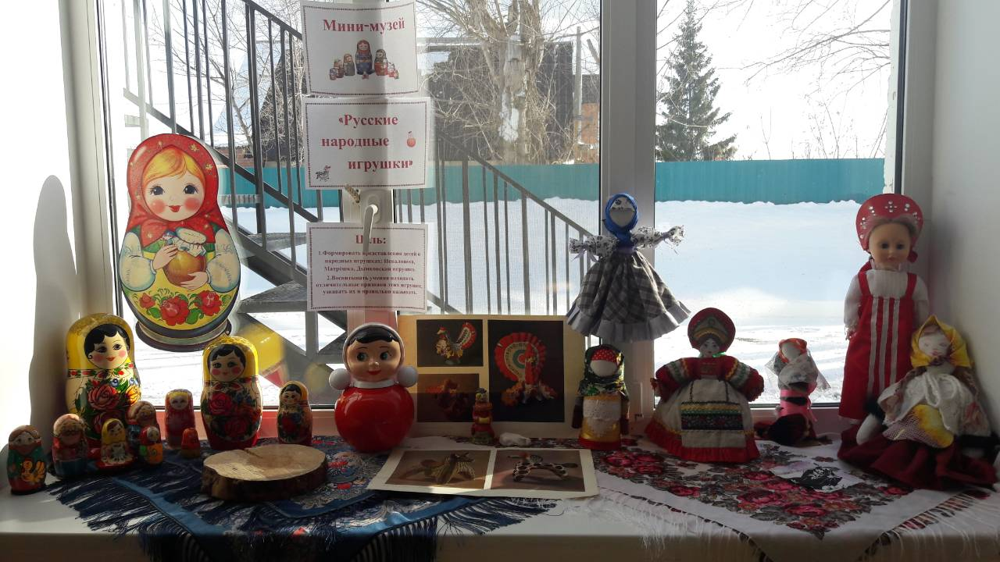 Мини-музей
«Русские
народные
игрушки»
Цель:
1.Формировать представления детей о
народных игрушках: Неваляшка,
Матрёшка, Дымковская игрушка.
2.Воспитывать умения находить
отличительные признаки этих игрушек,
узнавать их и правильно называть.